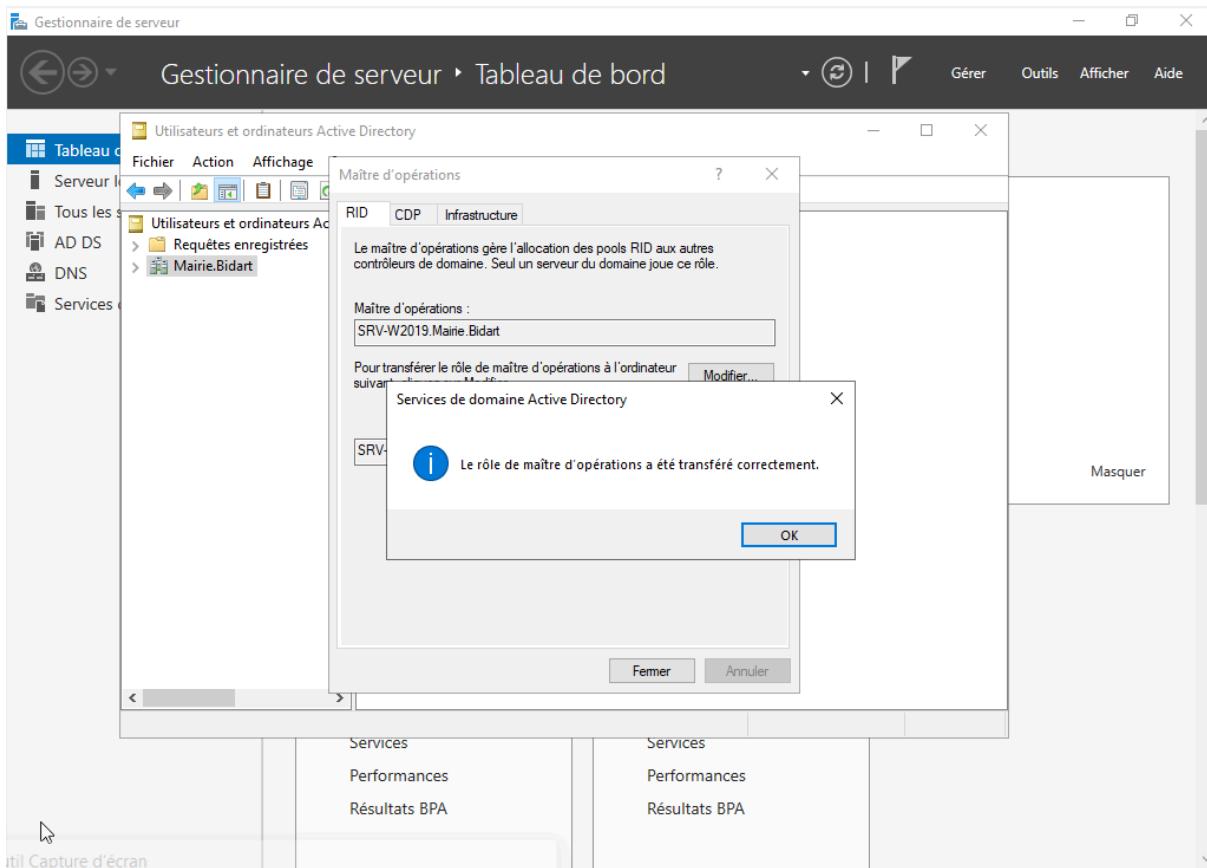 Gestionnaire de serveur
Gestionnaire de serveur ‣ Tableau de bord
Gérer Outils Afficher Aide
Tableau
Serveur
Tous les
AD DS
DNS
Services
Utilisateurs et ordinateurs Active Directory
Fichier Action Affichage
Utilisateurs et ordinateurs Ac
Requêtes enregistrées
Mairie.Bidart
Maître d'opérations
RID CDP Infrastructure
Le maître d'opérations gère l'allocation des pools RID aux autres
contrôleurs de domaine. Seul un serveur du domaine joue ce rôle.
Maître d'opérations :
SRV-W2019.Mairie.Bidart
Pour transférer le rôle de maître d'opérations à l'ordinateur
Modifier...
SRV-
Services de domaine Active Directory
Le rôle de maître d'opérations a été transféré correctement.
OK
Fermer Annuler
Masquer
Services
Performances
Résultats BPA
Services
Performances
Résultats BPA
util Capture d'écran